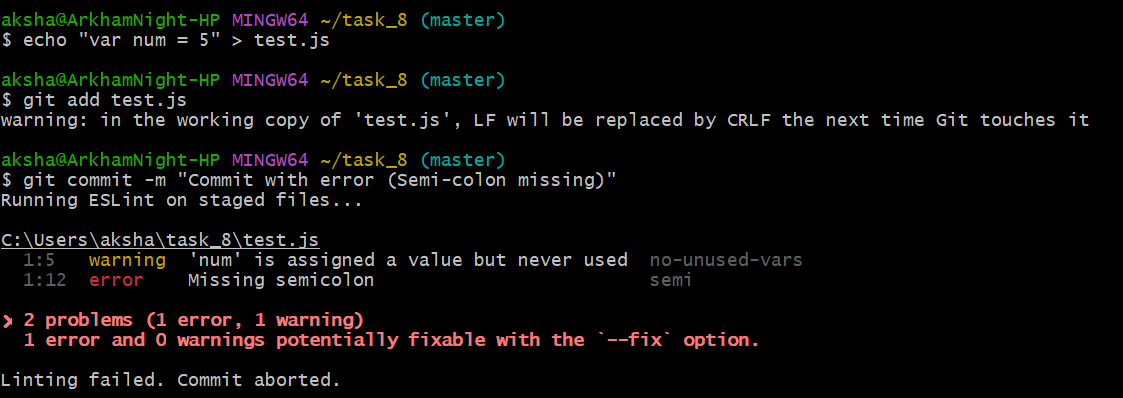 aksha@ArkhamNight-HP MINGW64 ~/task_8 (master)
$ echo "var num = 5" > test.js
aksha@ArkhamNight-HP MINGW64 ~/task_8 (master)
$ git add test.js
warning: in the working copy of 'test.js', LF will be replaced by CRLF the next time Git touches it
aksha@ArkhamNight-HP MINGW64 ~/task_8 (master)
$ git commit -m "Commit with error (Semi-colon missing)"
Running ESLint on staged files...
C:\Users\aksha\task_8\test.js
1:5 warning 'num' is assigned a value but never used no-unused-vars
1:12 error Missing semicolon semi
✖ 2 problems (1 error, 1 warning)
1 error and 0 warnings potentially fixable with the `--fix` option.
Linting failed. Commit aborted.